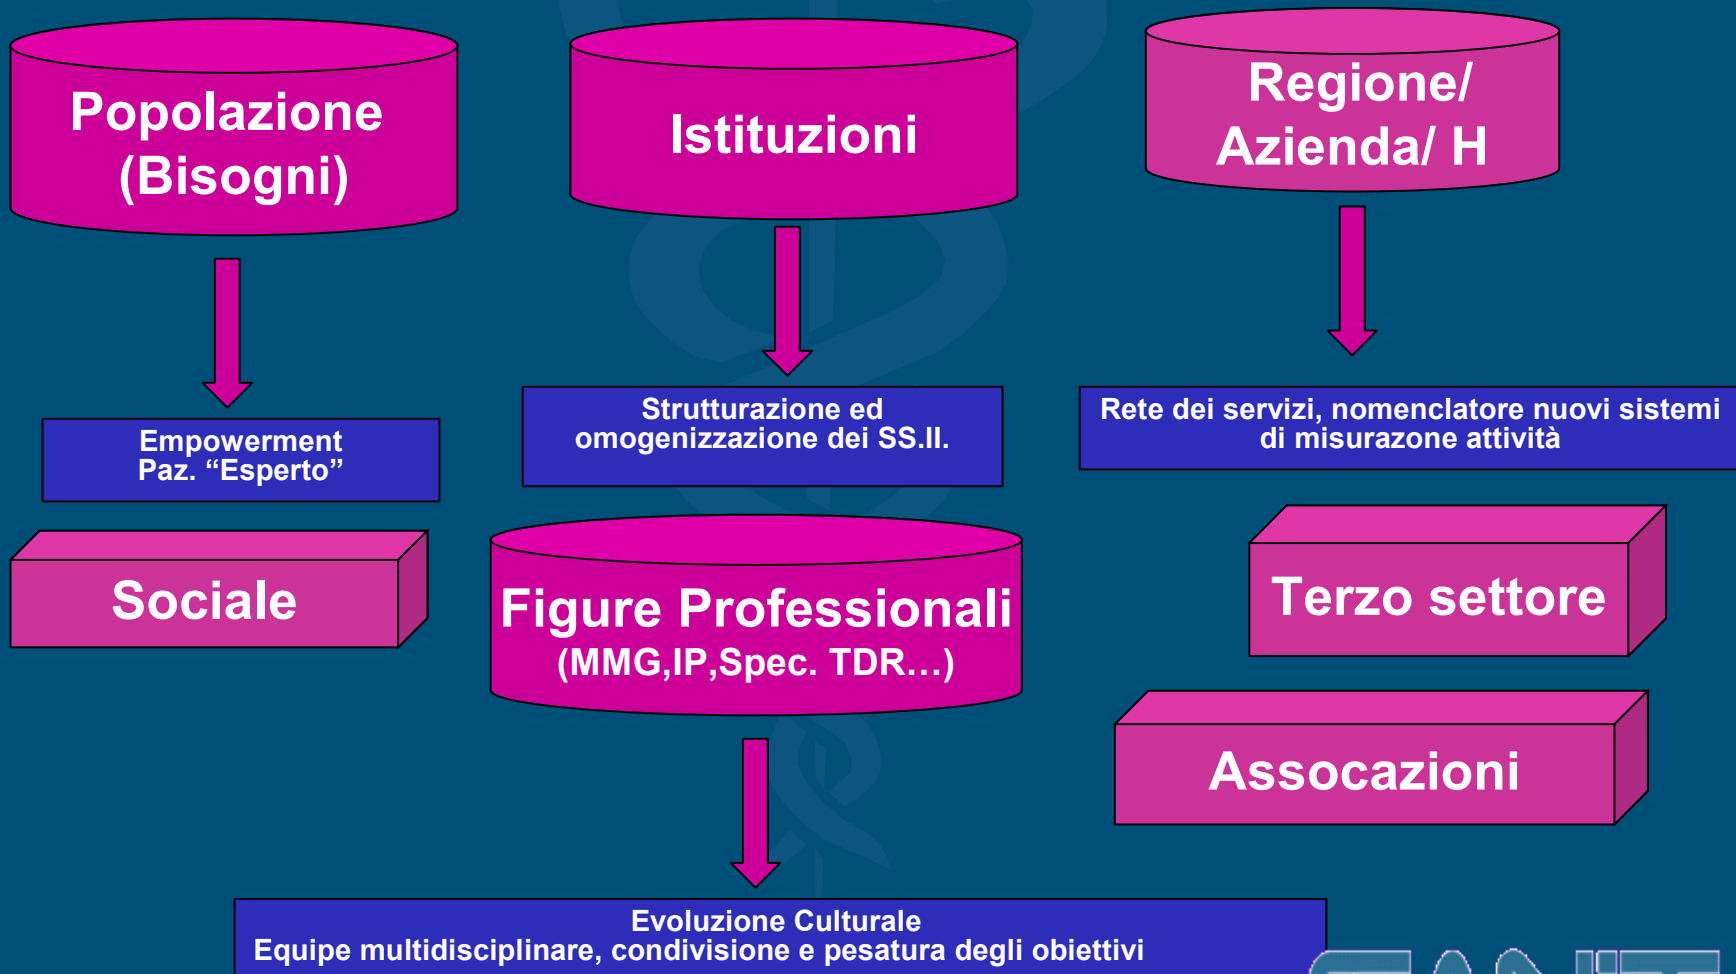 Popolazione
(Bisogni)
Istituzioni
Regione/
Azienda/ H
Empowerment
Paz. “Esperto”
Strutturazione ed
omogenizzazione dei SS.II.
Rete dei servizi, nomenclatore nuovi sistemi
di misurazone attività
Sociale
Figure Professionali
(MMG,IP,Spec. TDR…)
Terzo settore
Assocazioni
Evoluzione Culturale
Equipe multidisciplinare, condivisione e pesatura degli obiettivi